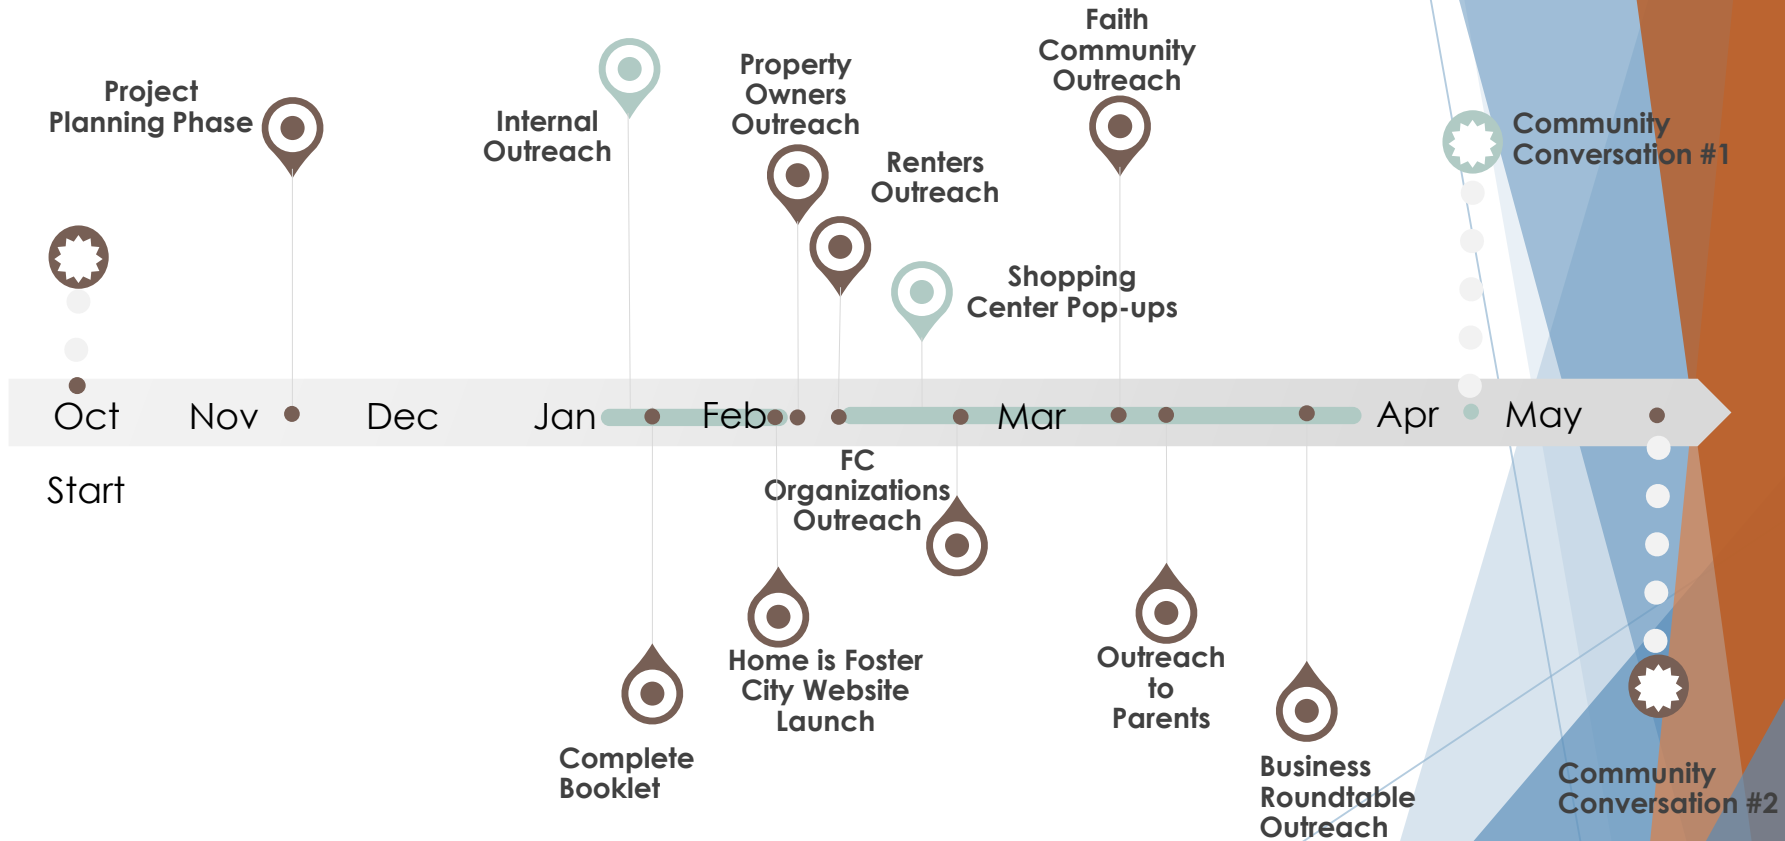 Project
Planning Phase
Internal
Outreach
Property
Owners
Outreach
Renters
Outreach
Shopping
Center Pop-ups
Faith
Community
Outreach
Community
Conversation #1
Oct
Nov
Dec
Jan
Feb
Mar
Apr
May
Start
Complete
Booklet
Home is Foster
City Website
Launch
FC
Organizations
Outreach
Outreach
to
Parents
Business
Roundtable
Outreach
Community
Conversation #2